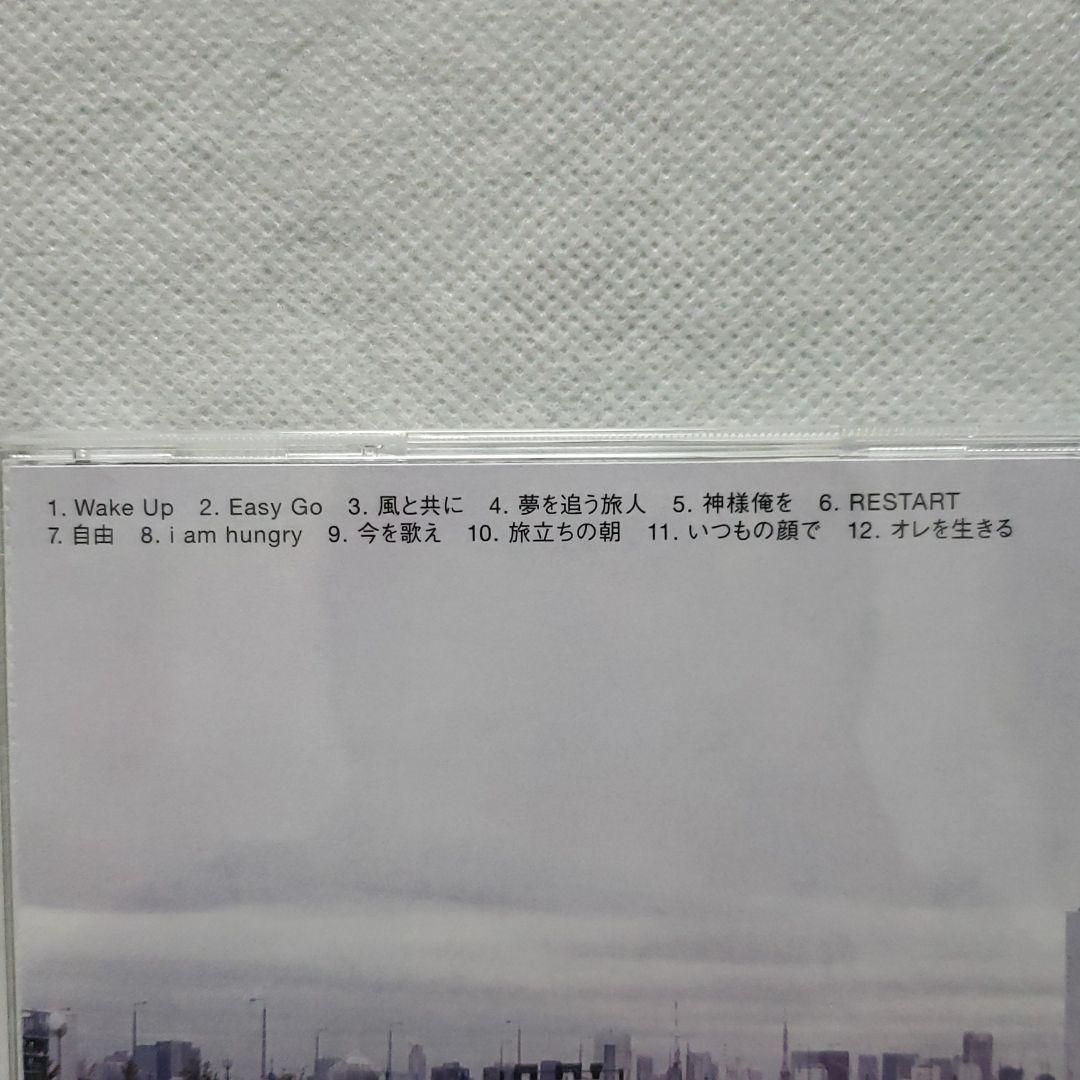 1. Wake Up 2. Easy Go 3. 風と共に 4. 夢を追う旅人 5. 神様俺を 6. RESTART
7. 自由 8. i am hungry 9. 今を歌え 10. 旅立ちの朝 11. いつもの顔で 12. オレを生きる